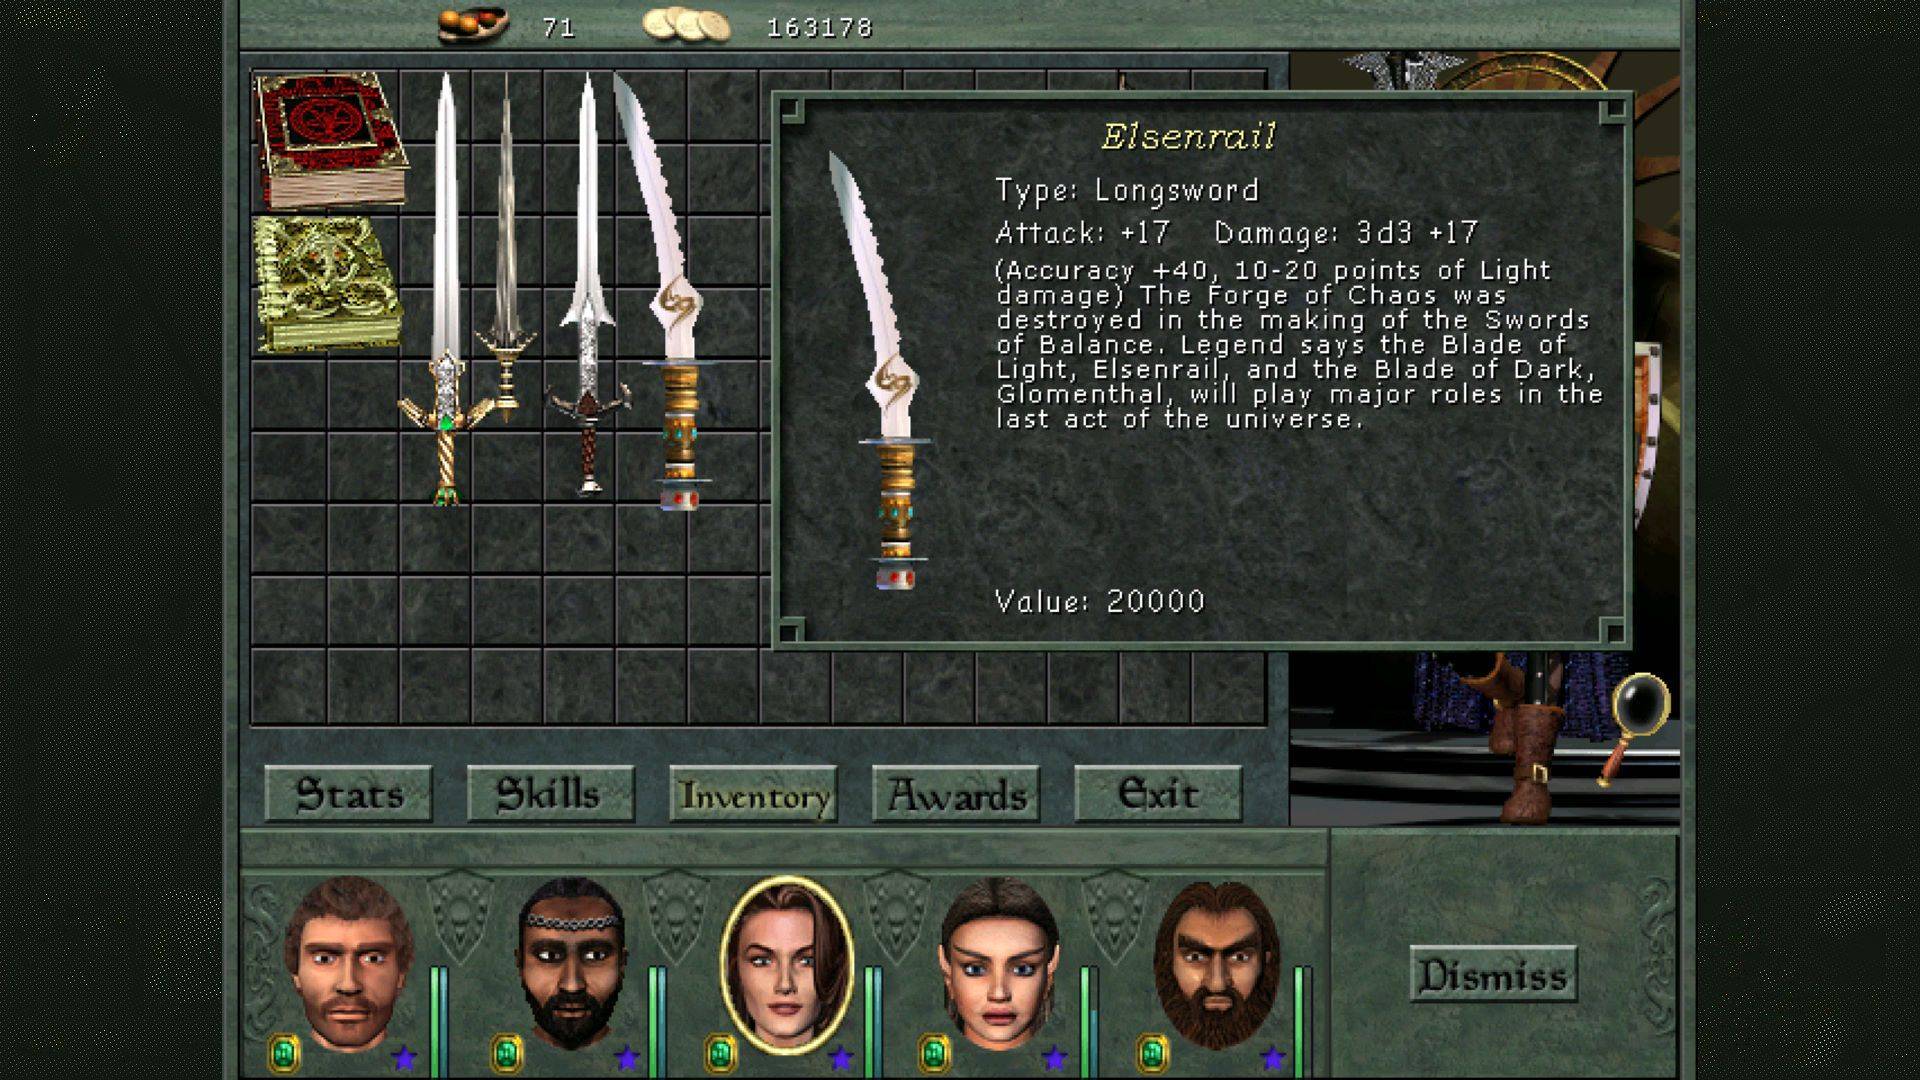 71 163178
Elsenrail
Type: Longsword
Attack: +17 Damage: 3d3 +17
(Accuracy +40, 10-20 points of Light
damage) The Forge of Chaos was
destroyed in the making of the Swords
of Balance. Legend says the Blade of
Light, Elsenrail, and the Blade of Dark,
Glomenthal, will play major roles in the
last act of the universe.
Value: 20000
Stats Skills Inventory Awards Exit
Dismiss